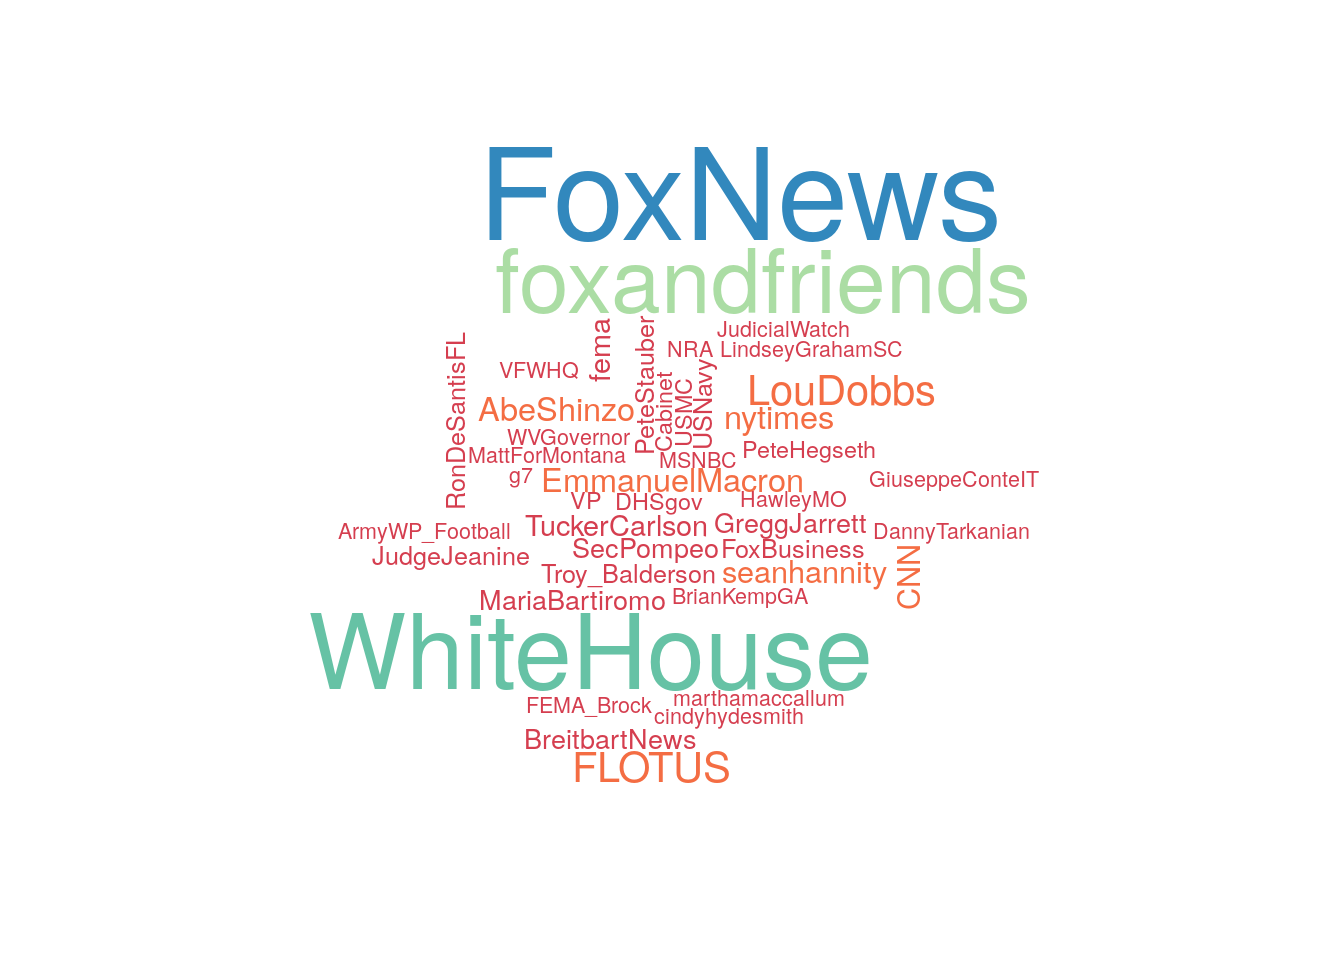 FoxNews
foxandfriends
JudicialWatch
NRA
LindseyGrahamSC
fema
PeteStauber
VFWHQ
RonDeSantisFL
Cabinet
USMC
USNavy
LouDobbs
AbeShinzo
nytimes
WVGovernor
MattForMontana
MSNBC
PeteHegseth
g7
EmmanuelMacron
GiuseppeConteIT
VP
DHSgov
HawleyMO
ArmyWP_Football
TuckerCarlson
GreggJarrett
DannyTarkanian
JudgeJeanine
SecPompeo
FoxBusiness
Troy_Balderson
seanhannity
CNN
MariaBartiromo
BrianKempGA
WhiteHouse
FEMA_Brock
marthamaccallum
cindyhydesmith
BreitbartNews
FLOTUS